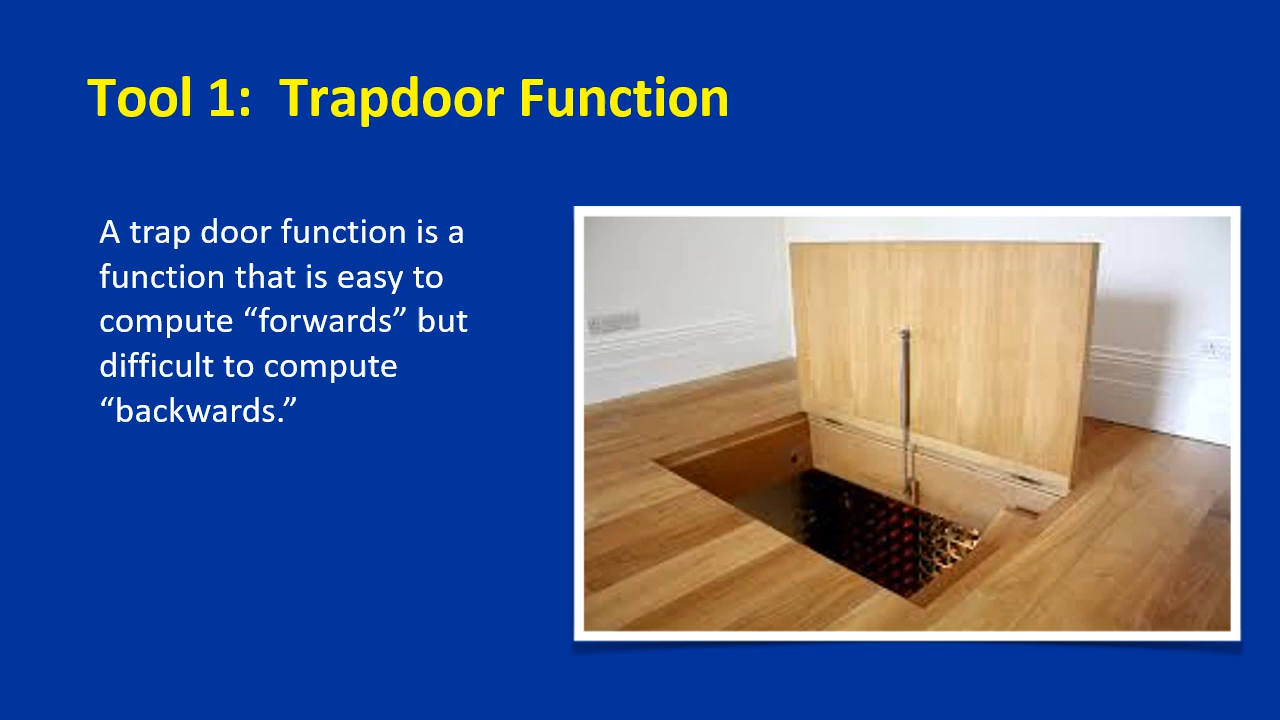 Tool 1:  Trapdoor Function
A trap door function is a
function that is easy to
compute “forwards” but
difficult to compute
“backwards.”